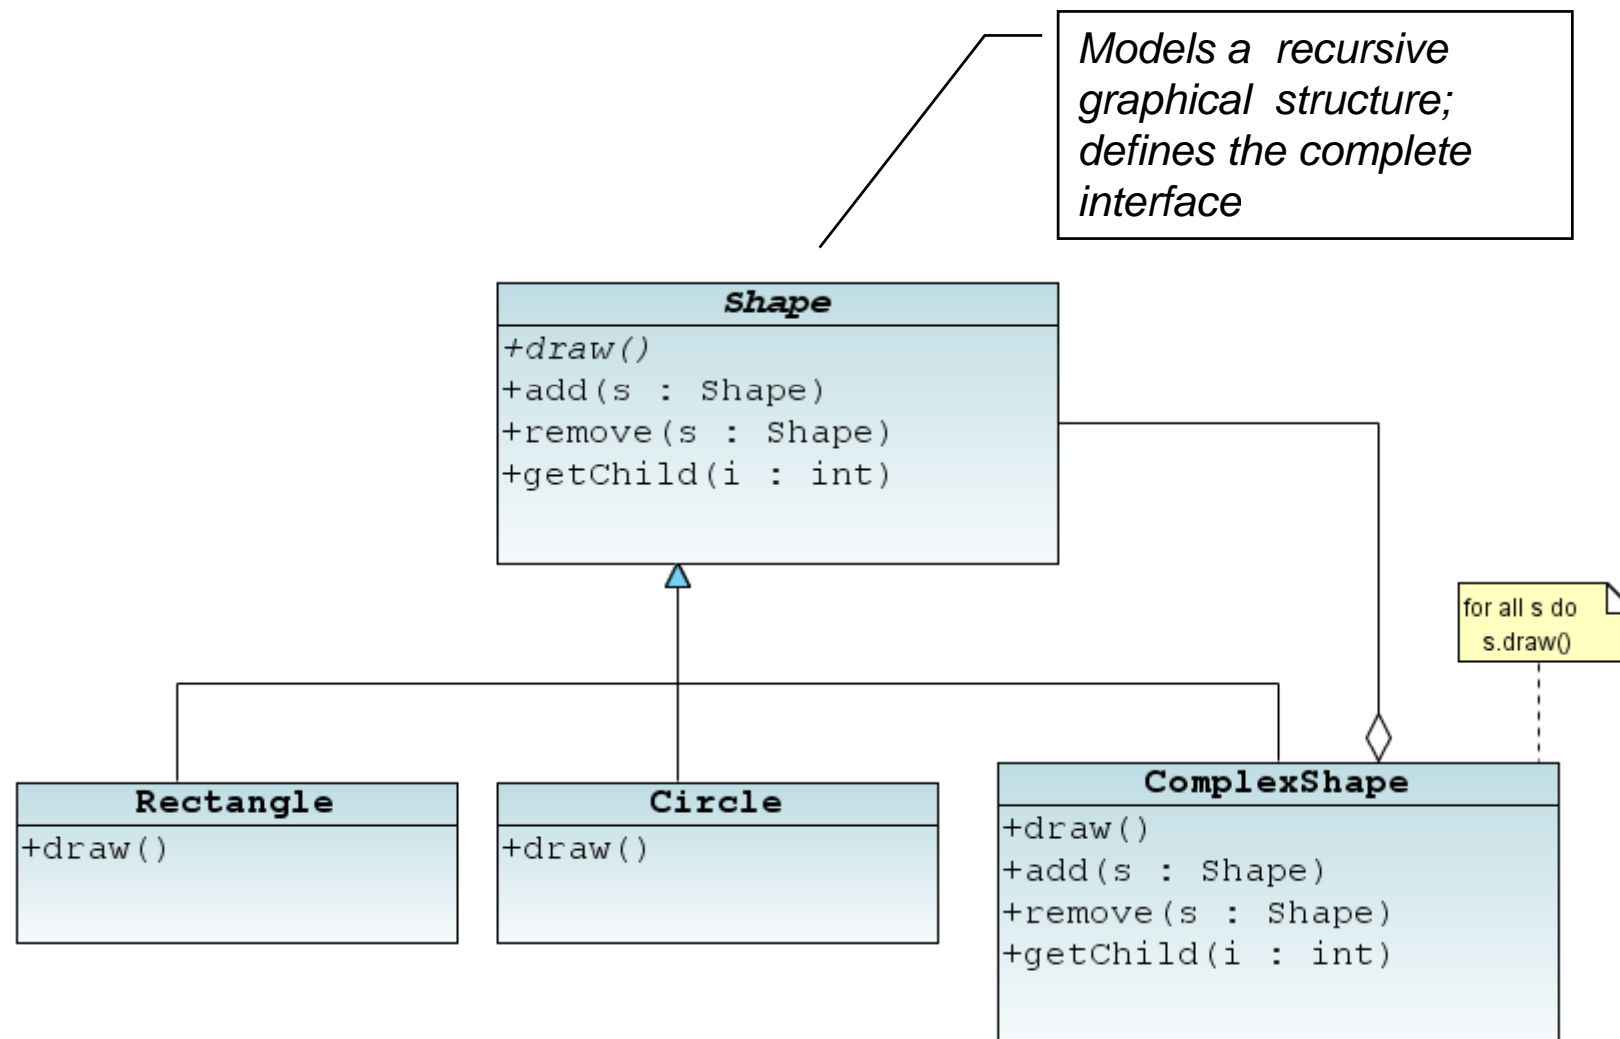 Models a recursive
graphical structure;
defines the complete
interface
Shape
+draw()
+add(s : Shape)
+remove(s : Shape)
+getChild(i : int)
for all s do
s.draw()
Rectangle
+draw()
Circle
+draw()
ComplexShape
+draw()
+add(s : Shape)
+remove(s : Shape)
+getChild(i : int)